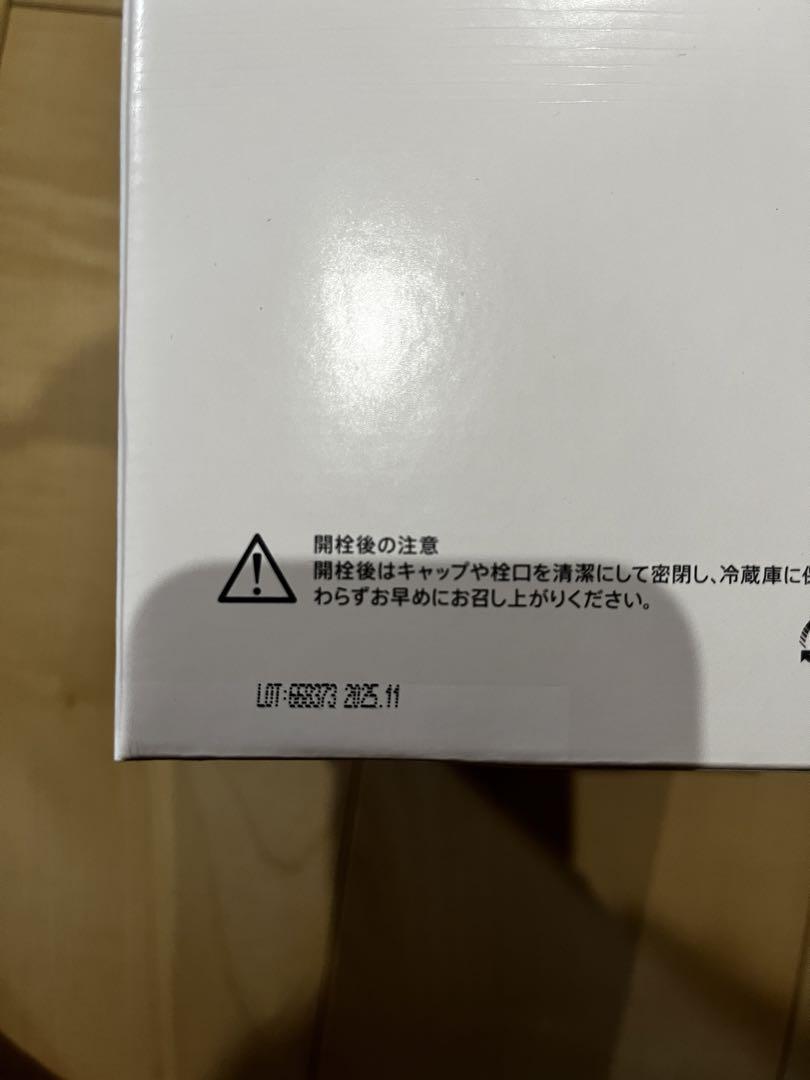 開栓後の注意
開栓後はキャップや栓口を清潔にして密閉し、冷蔵庫に
わらずお早めにお召し上がりください。
LOT:668373 2025.11